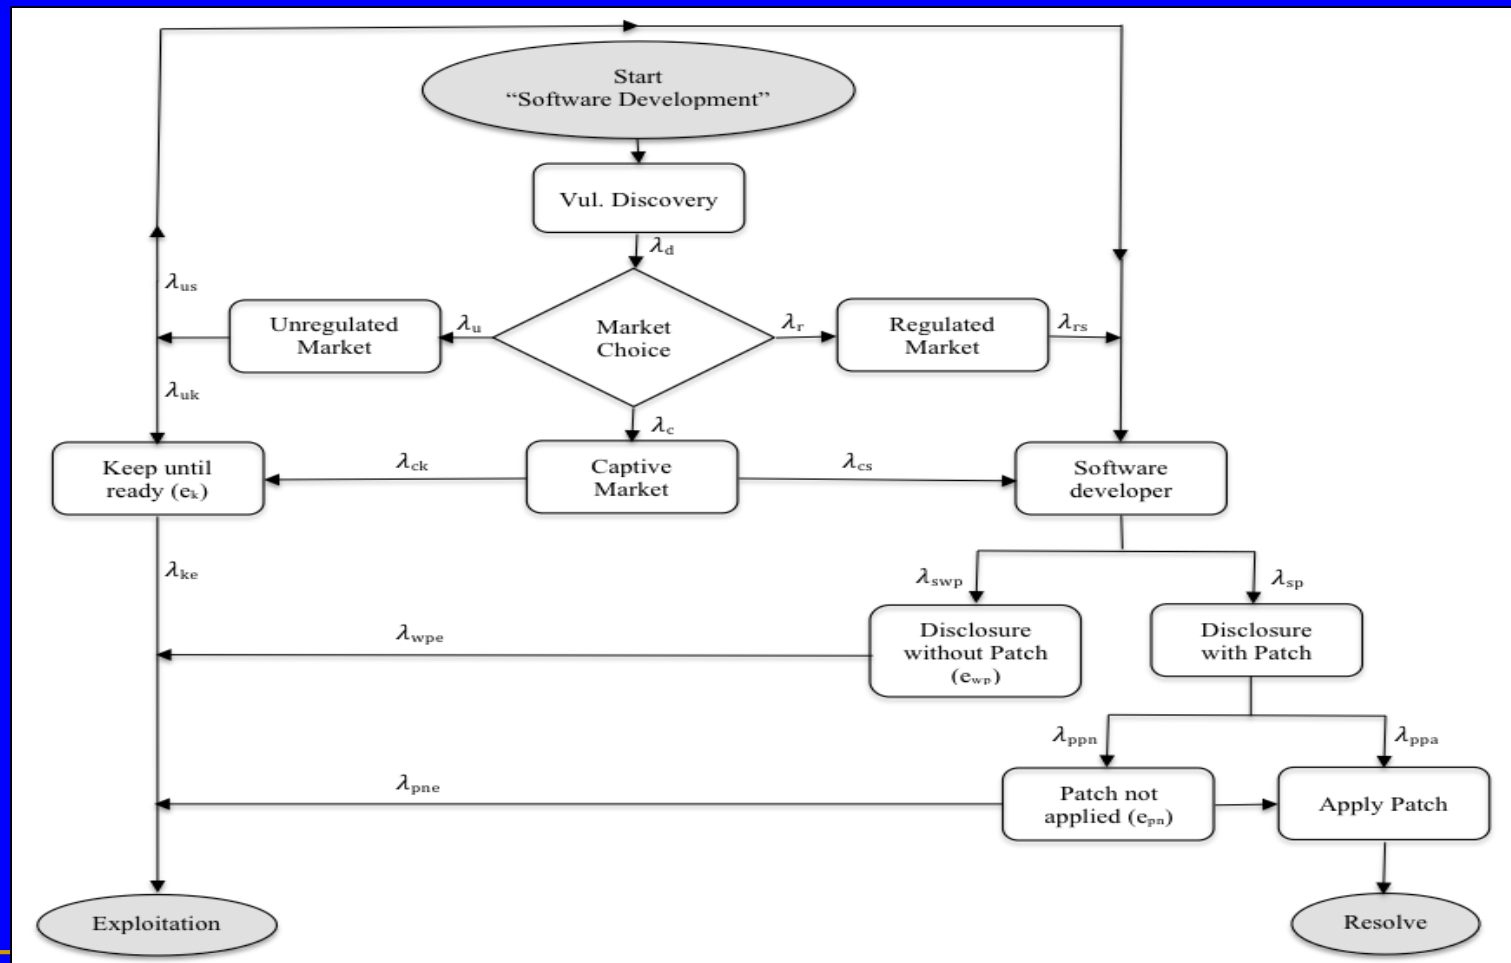 Start
“Software Development”
Vul. Discovery
λd
λus
Unregulated
Market
λu
Market
Choice
λr
Regulated
Market
λrs
λuk
λc
Keep until
ready (eₖ)
λck
Captive
Market
λcs
Software
developer
λke
λswp
λsp
λwpe
Disclosure
without Patch
(ewp)
Disclosure
with Patch
λppn
λppa
λpne
Patch not
applied (epn)
Apply Patch
Exploitation
Resolve